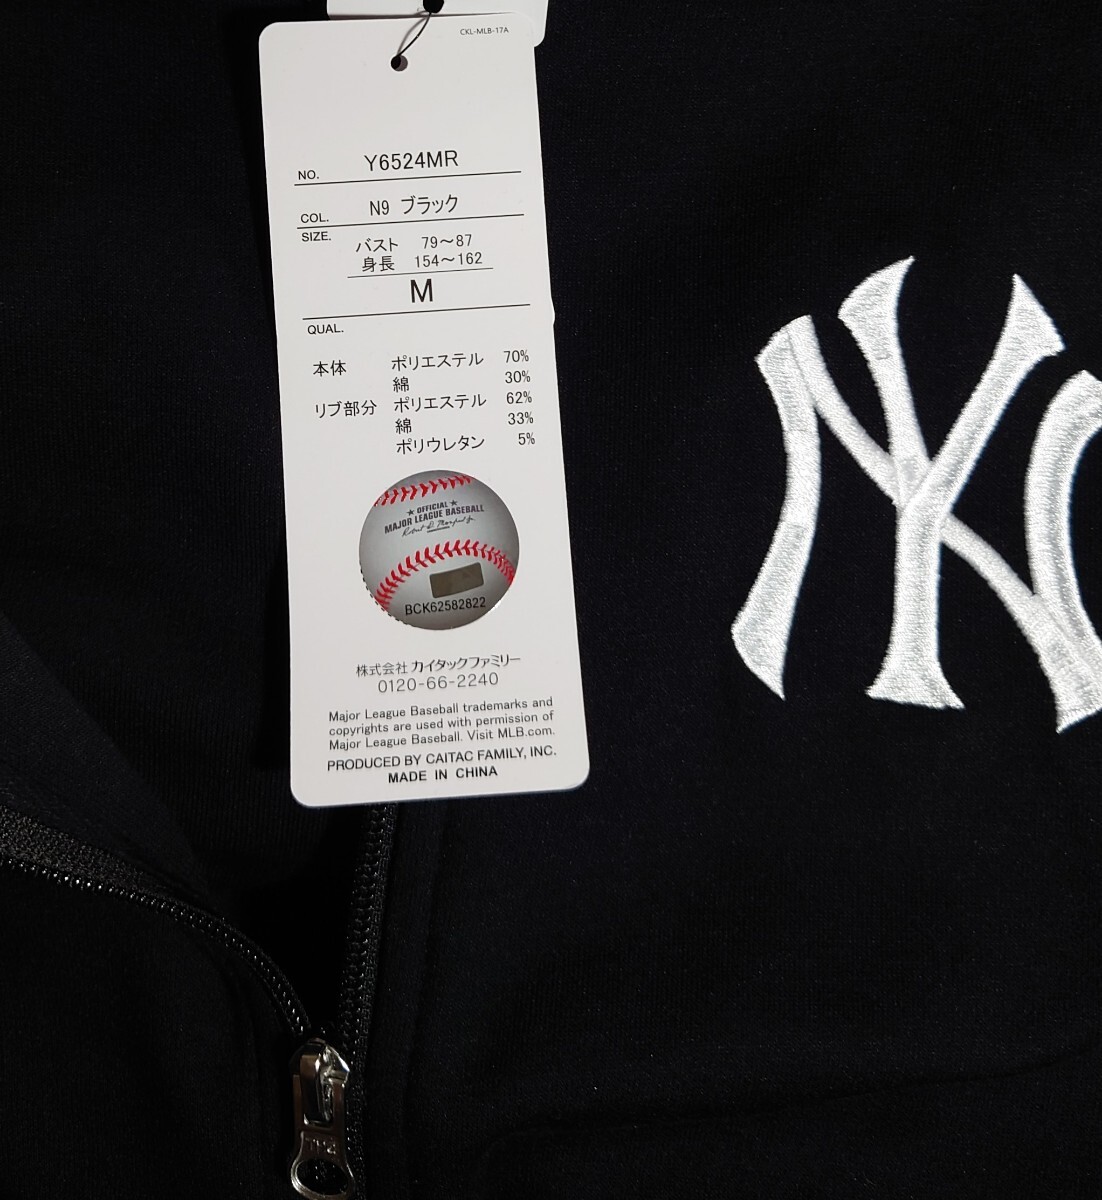 CKL-MLB-17A
NO. Y6524MR
COL. N9 ブラック
SIZE.
バスト 79～87
身長 154～162
M
QUAL.
本体 ポリエステル 70%
綿 30%
リブ部分 ポリエステル 62%
綿 33%
ポリウレタン 5%
★ OFFICIAL ★
MAJOR LEAGUE BASEBALL
BCK62582822
株式会社 カイタックファミリー
0120-66-2240
Major League Baseball trademarks and
copyrights are used with permission of
Major League Baseball. Visit MLB.com.
PRODUCED BY CAITAC FAMILY, INC.
MADE IN CHINA
NY